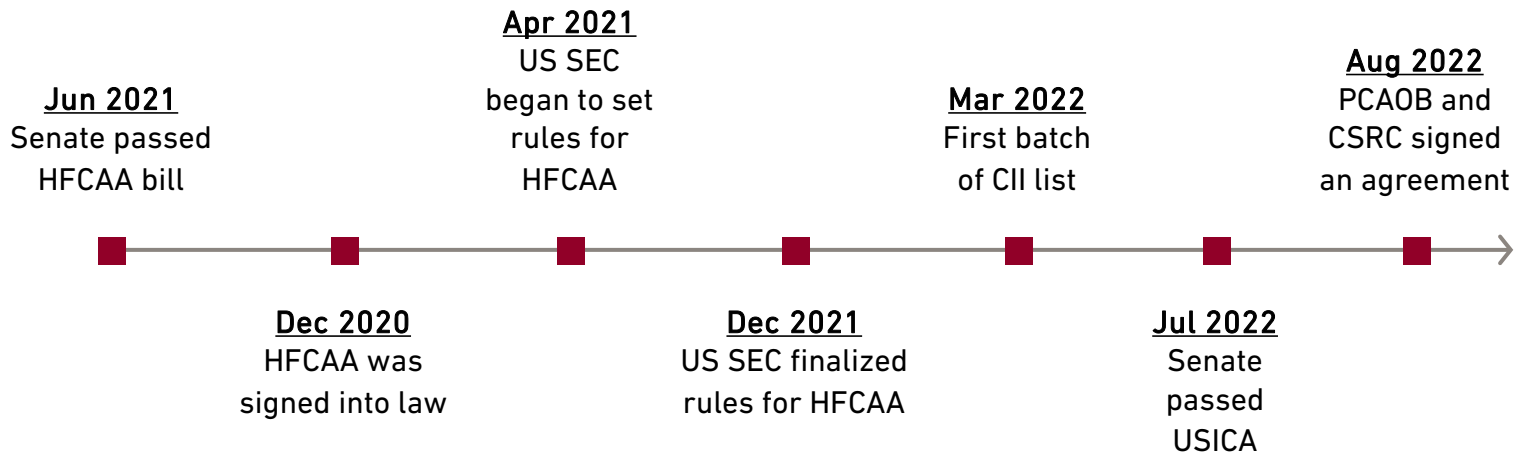 Jun 2021
Senate passed
HFCAA bill
Dec 2020
HFCAA was
signed into law
Apr 2021
US SEC
began to set
rules for
HFCAA
Dec 2021
US SEC finalized
rules for HFCAA
Mar 2022
First batch
of CII list
Jul 2022
Senate
passed
USICA
Aug 2022
PCAOB and
CSRC signed
an agreement